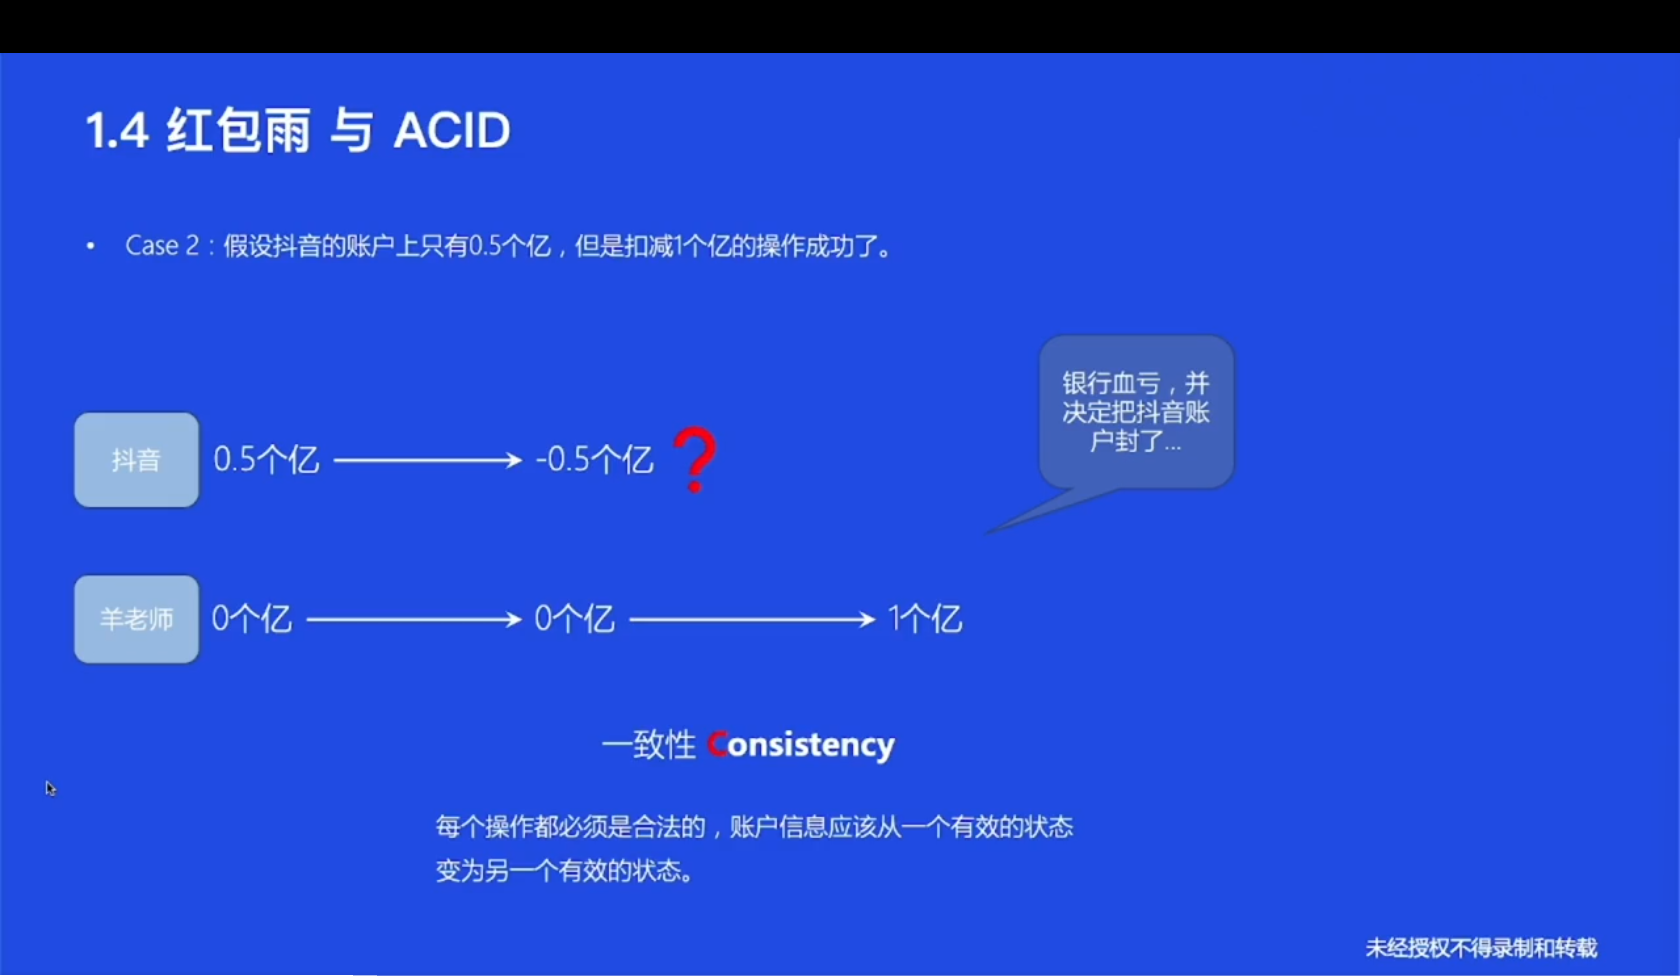 1.4 红包雨 与 ACID
• Case 2：假设抖音的账户上只有0.5个亿，但是扣减1个亿的操作成功了。
银行血亏，并
决定把抖音账
户封了...
抖音 0.5个亿 -0.5个亿 ?
羊老师 0个亿 0个亿 1个亿
一致性 Consistency
每个操作都必须是合法的，账户信息应该从一个有效的状态
变为另一个有效的状态。
未经授权不得录制和转载